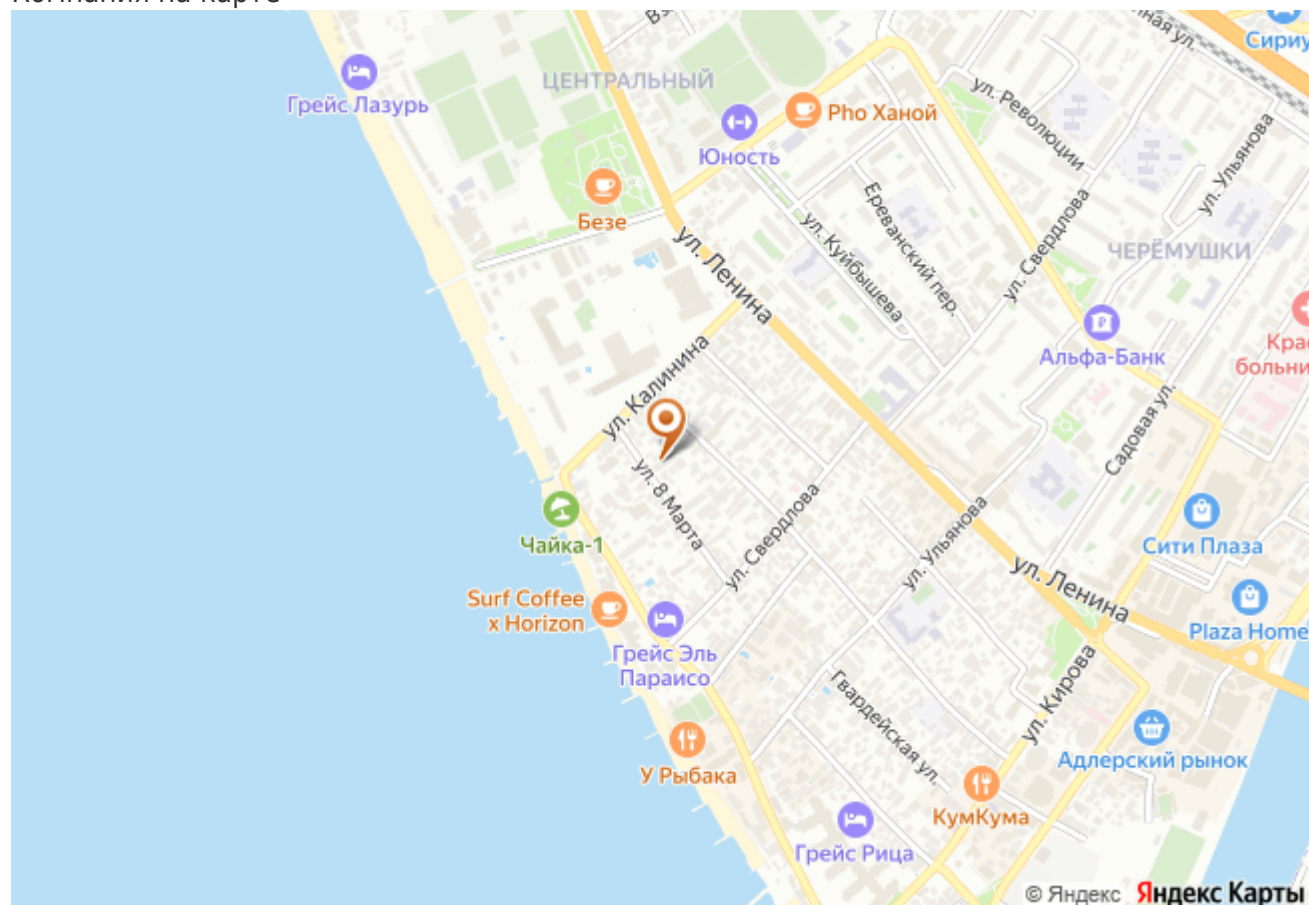 Компания на карте
Грейс Лазурь
ЦЕНТРАЛЬНЫЙ
Юность
Pho Ханой
Безе
ул. Революции
Сириу
ул. Ульянова
ул. Ленина
ул. Куйбышева
Ереванский пер.
ул. Свердлова
ЧЕРЁМУШКИ
Альфа-Банк
Крас
больни
ул. Калинина
Садовая ул.
ул. 8 Марта
Чайка-1
ул. Свердлова
ул. Ульянова
Сити Плаза
ул. Ленина
Surf Coffee
x Horizon
Грейс Эль
Параисо
Plaza Home
ул. Кирова
Гвардейская ул.
У Рыбака
Адлерский рынок
КумКума
Грейс Рица
© Яндекс Яндекс Карты